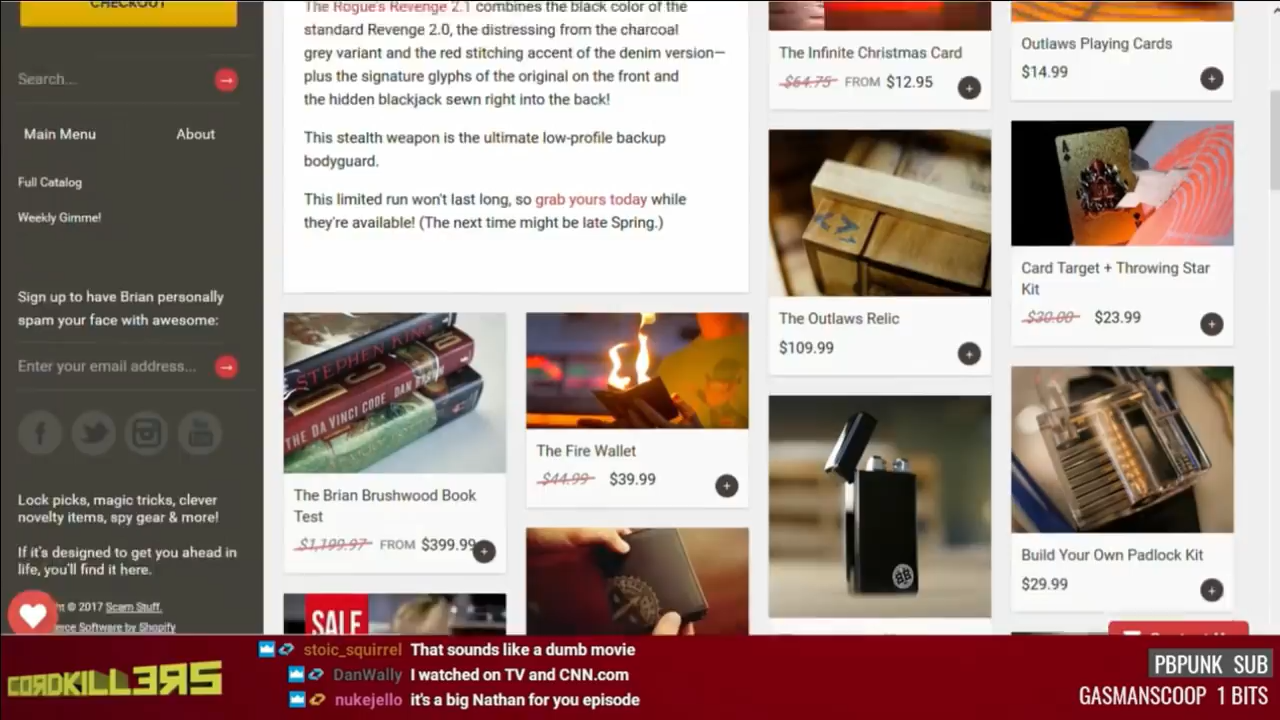 CHECKOUT
Search...
Main Menu
About
Full Catalog
Weekly Gimme!
Sign up to have Brian personally
spam your face with awesome:
Enter your email address...
Lock picks, magic tricks, clever
novelty items, spy gear & more!
If it's designed to get you ahead in
life, you'll find it here.
© 2017 Scam Stuff.
Software by Shopify
The Rogue's Revenge 2.1 combines the black color of the
standard Revenge 2.0, the distressing from the charcoal
grey variant and the red stitching accent of the denim version—
plus the signature glyphs of the original on the front and
the hidden blackjack sewn right into the back!
This stealth weapon is the ultimate low-profile backup
bodyguard.
This limited run won't last long, so grab yours today while
they're available! (The next time might be late Spring.)
STEPHEN KING
THE DA VINCI CODE DAN BROWN
The Brian Brushwood Book
Test
$1,199.97 FROM $399.99
SALE
The Fire Wallet
$44.99 $39.99
The Infinite Christmas Card
$64.75 FROM $12.95
The Outlaws Relic
$109.99
Outlaws Playing Cards
$14.99
A
Card Target + Throwing Star
Kit
$30.00 $23.99
Build Your Own Padlock Kit
$29.99
CORDKILL3RS
stoic_squirrel That sounds like a dumb movie
DanWally I watched on TV and CNN.com
nukejello it's a big Nathan for you episode
PBPUNK SUB
GASMANSCOOP 1 BITS